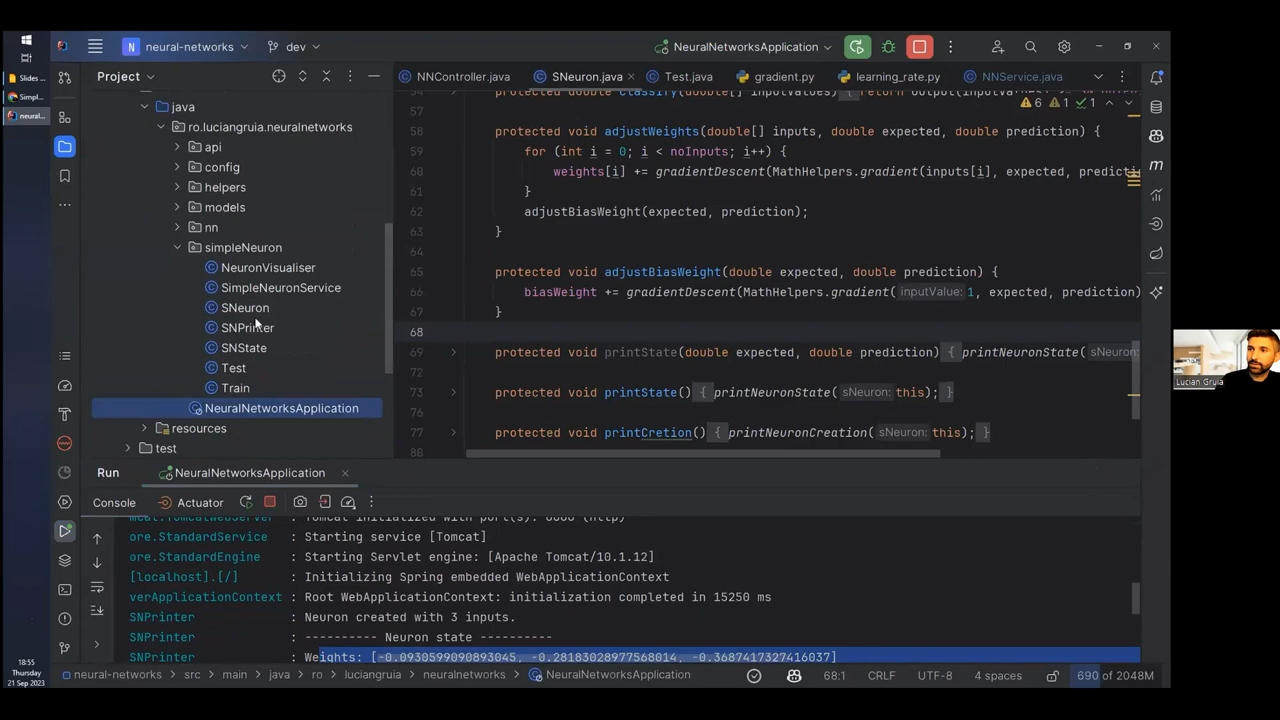 neural-networks
dev
NeuralNetworksApplication
Slides
Simpl
neural
Project
NNController.java
SNeuron.java
Test.java
gradient.py
learning_rate.py
NNService.java
java
ro.luciangruia.neuralnetworks
api
config
helpers
models
nn
simpleNeuron
NeuronVisualiser
SimpleNeuronService
SNeuron
SNPrinter
SNState
Test
Train
NeuralNetworksApplication
resources
test
6 1 1
57
58 protected void adjustWeights(double[] inputs, double expected, double prediction) {
59 for (int i = 0; i < noInputs; i++) {
60 weights[i] += gradientDescent(MathHelpers.gradient(inputs[i], expected, predicti
61 }
62 adjustBiasWeight(expected, prediction);
63 }
64
65 protected void adjustBiasWeight(double expected, double prediction) {
66 biasWeight += gradientDescent(MathHelpers.gradient( inputValue: 1, expected, prediction)
67 }
68
69 protected void printState(double expected, double prediction) { printNeuronState( sNeuron:
73 protected void printState() { printNeuronState( sNeuron: this); }
76
77 protected void printCretion() { printNeuronCreation( sNeuron: this); }
80
Lucian Gruia
Run
NeuralNetworksApplication
Console
Actuator
ore.StandardService : Starting service [Tomcat]
ore.StandardEngine : Starting Servlet engine: [Apache Tomcat/10.1.12]
[localhost].[/] : Initializing Spring embedded WebApplicationContext
verApplicationContext : Root WebApplicationContext: initialization completed in 15250 ms
SNPrinter : Neuron created with 3 inputs.
SNPrinter : ---------- Neuron state ----------
SNPrinter : Weights: [-0.0930599090893045, -0.28183028977568014, -0.3687417327416037]
18:55
Thursday
21 Sep 2023
neural-networks > src > main > java > ro > luciangruia > neuralnetworks > NeuralNetworksApplication
68:1 CRLF UTF-8 4 spaces 690 of 2048M